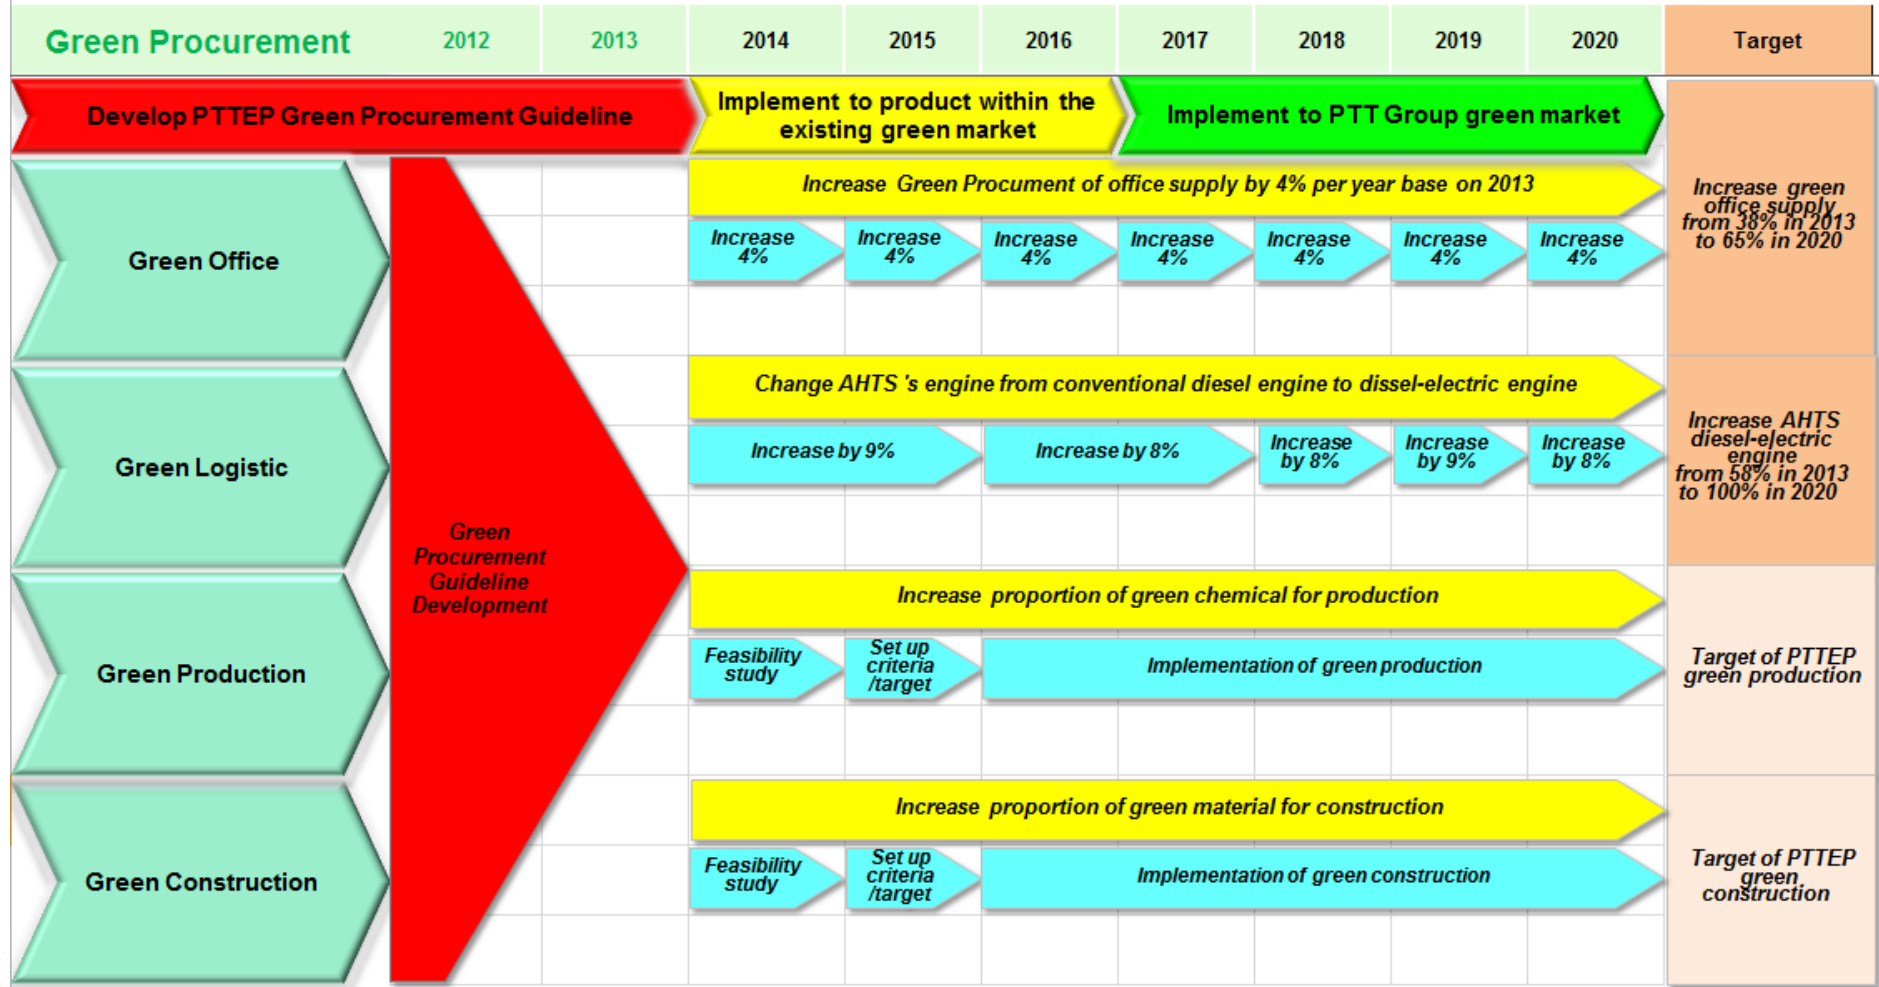 Green Procurement 2012 2013 2014 2015 2016 2017 2018 2019 2020 Target
Develop PTTEP Green Procurement Guideline
Implement to product within the
existing green market
Implement to PTT Group green market
Green Office
Increase Green Procument of office supply by 4% per year base on 2013
Increase
4%
Increase
4%
Increase
4%
Increase
4%
Increase
4%
Increase
4%
Increase
4%
Increase green
office supply
from 38% in 2013
to 65% in 2020
Green Logistic
Change AHTS 's engine from conventional diesel engine to dissel-electric engine
Increase by 9%
Increase by 8%
Increase
by 8%
Increase
by 9%
Increase
by 8%
Increase AHTS
diesel-electric
engine
from 58% in 2013
to 100% in 2020
Green
Procurement
Guideline
Development
Green Production
Increase proportion of green chemical for production
Feasibility
study
Set up
criteria
/target
Implementation of green production
Target of PTTEP
green production
Green Construction
Increase proportion of green material for construction
Feasibility
study
Set up
criteria
/target
Implementation of green construction
Target of PTTEP
green
construction